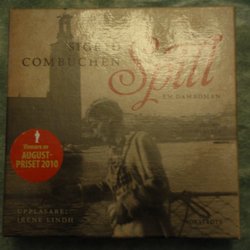 SIGRID
COMBÜCHEN
Spill
EN DAMROMAN
Vinnare av
AUGUST-
PRISET 2010
UPPLÄSARE:
IRENE LINDH